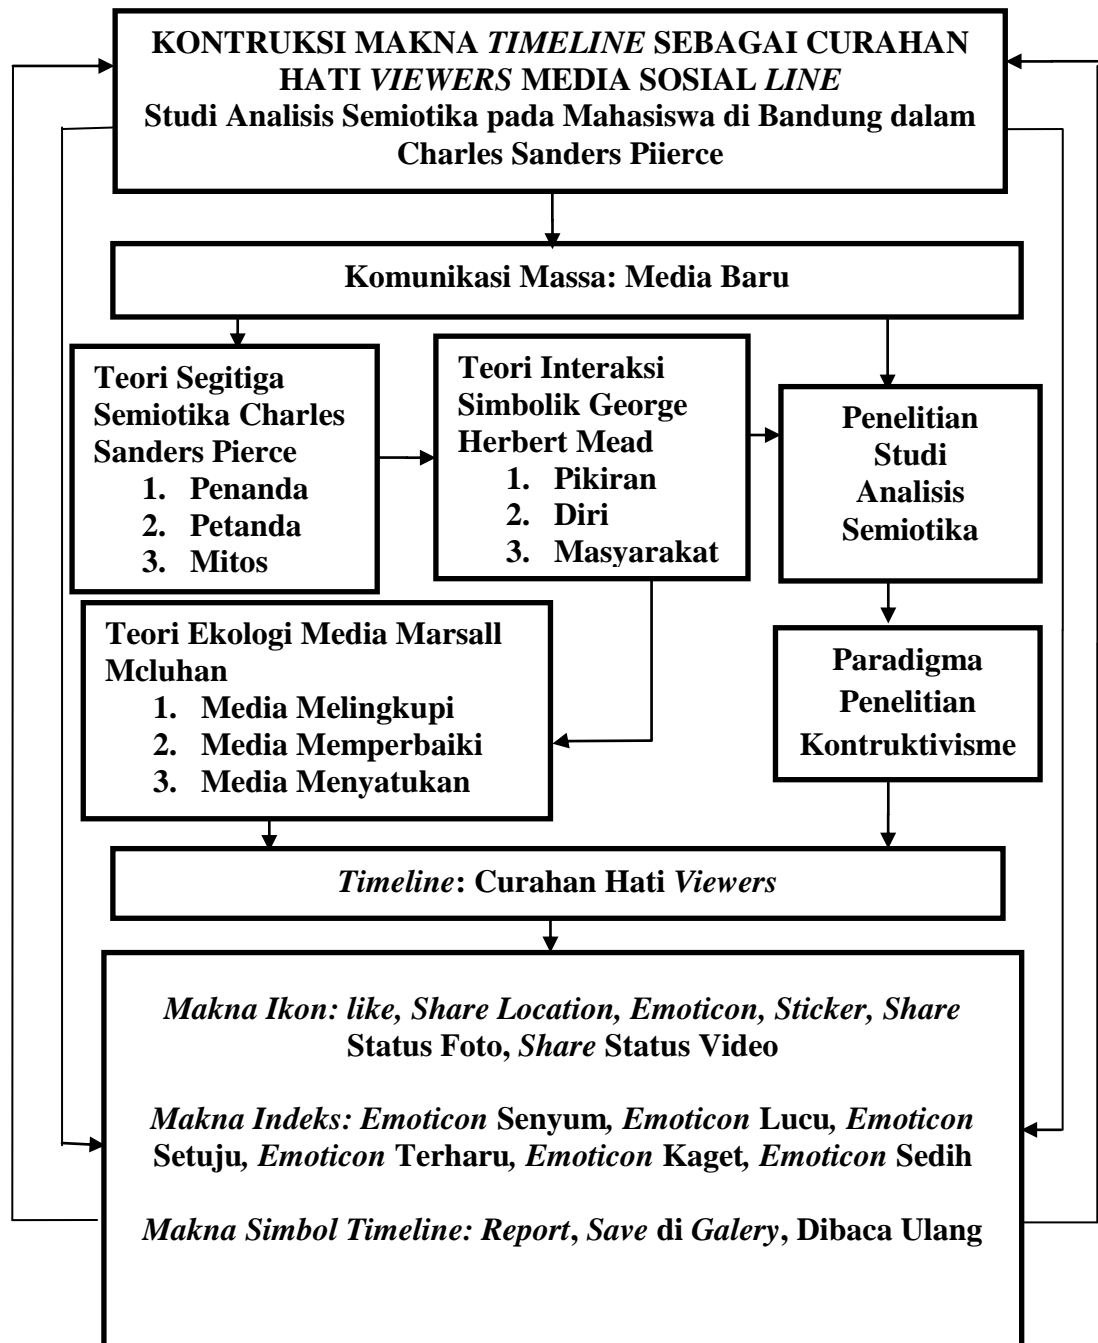 KONTRUKSI MAKNA TIMELINE SEBAGAI CURAHAN
HATI VIEWERS MEDIA SOSIAL LINE
Studi Analisis Semiotika pada Mahasiswa di Bandung dalam
Charles Sanders Piierce
Komunikasi Massa: Media Baru
Teori Segitiga
Semiotika Charles
Sanders Pierce
1. Penanda
2. Petanda
3. Mitos
Teori Interaksi
Simbolik George
Herbert Mead
1. Pikiran
2. Diri
3. Masyarakat
Penelitian
Studi
Analisis
Semiotika
Teori Ekologi Media Marsall
Mcluhan
1. Media Melingkupi
2. Media Memperbaiki
3. Media Menyatukan
Paradigma
Penelitian
Kontruktivisme
Timeline: Curahan Hati Viewers
Makna Ikon: like, Share Location, Emoticon, Sticker, Share
Status Foto, Share Status Video
Makna Indeks: Emoticon Senyum, Emoticon Lucu, Emoticon
Setuju, Emoticon Terharu, Emoticon Kaget, Emoticon Sedih
Makna Simbol Timeline: Report, Save di Galery, Dibaca Ulang